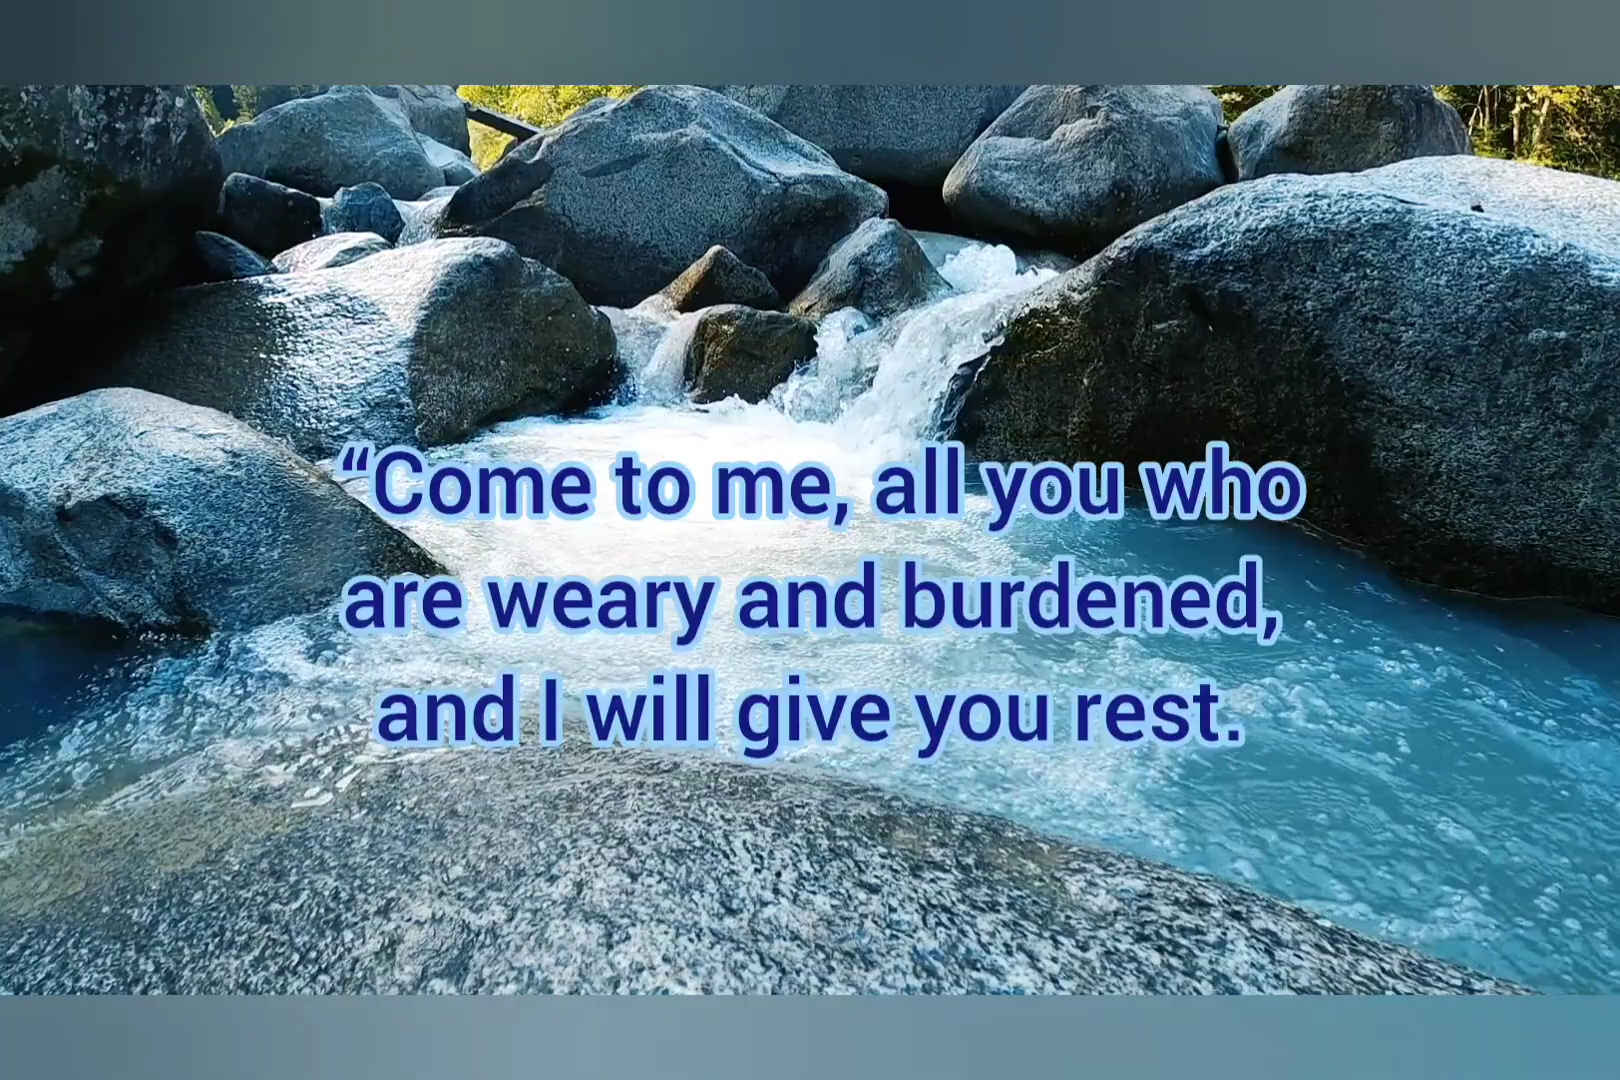 “Come to me, all you who
are weary and burdened,
and I will give you rest.